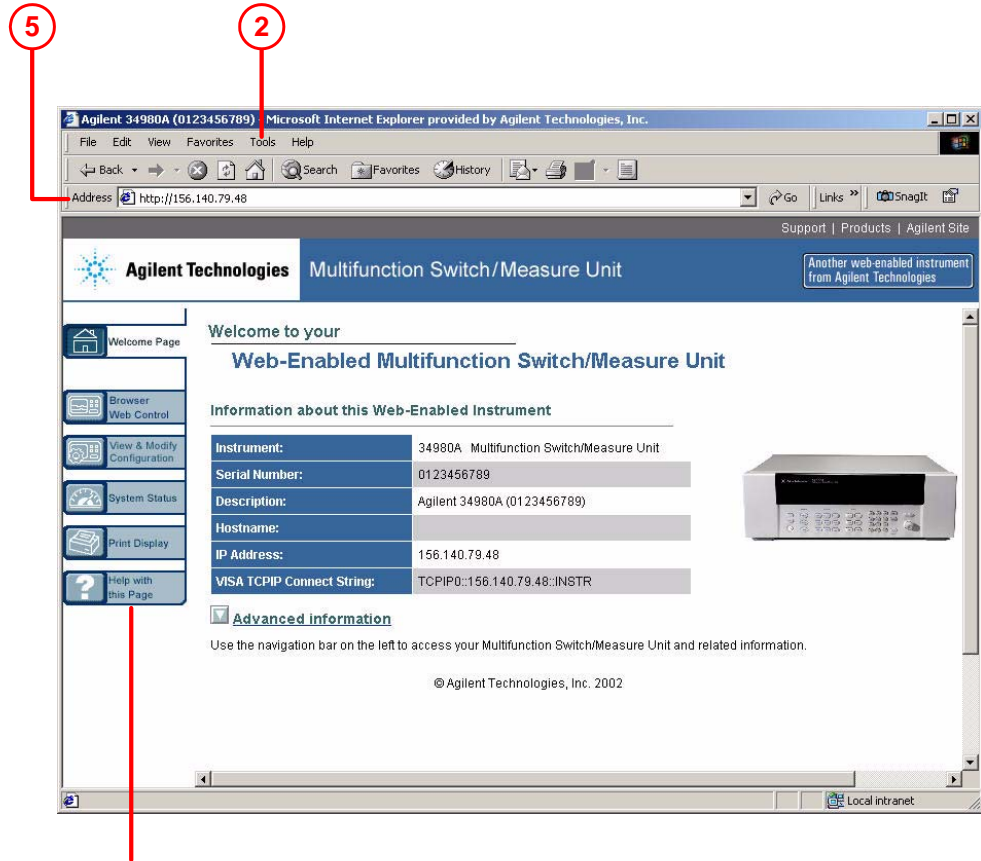 5 2
Agilent 34980A (0123456789) - Microsoft Internet Explorer provided by Agilent Technologies, Inc.
File Edit View Favorites Tools Help
Back Search Favorites History
Address http://156.140.79.48 Go Links » SnagIt
Support | Products | Agilent Site
Agilent Technologies Multifunction Switch/Measure Unit
Another web-enabled instrument
from Agilent Technologies
Welcome Page
Browser
Web Control
View & Modify
Configuration
System Status
Print Display
Help with
this Page
Welcome to your
Web-Enabled Multifunction Switch/Measure Unit
Information about this Web-Enabled Instrument
Instrument: 34980A Multifunction Switch/Measure Unit
Serial Number: 0123456789
Description: Agilent 34980A (0123456789)
Hostname:
IP Address: 156.140.79.48
VISA TCPIP Connect String: TCPIP0::156.140.79.48::INSTR
Advanced information
Use the navigation bar on the left to access your Multifunction Switch/Measure Unit and related information.
© Agilent Technologies, Inc. 2002
Local intranet